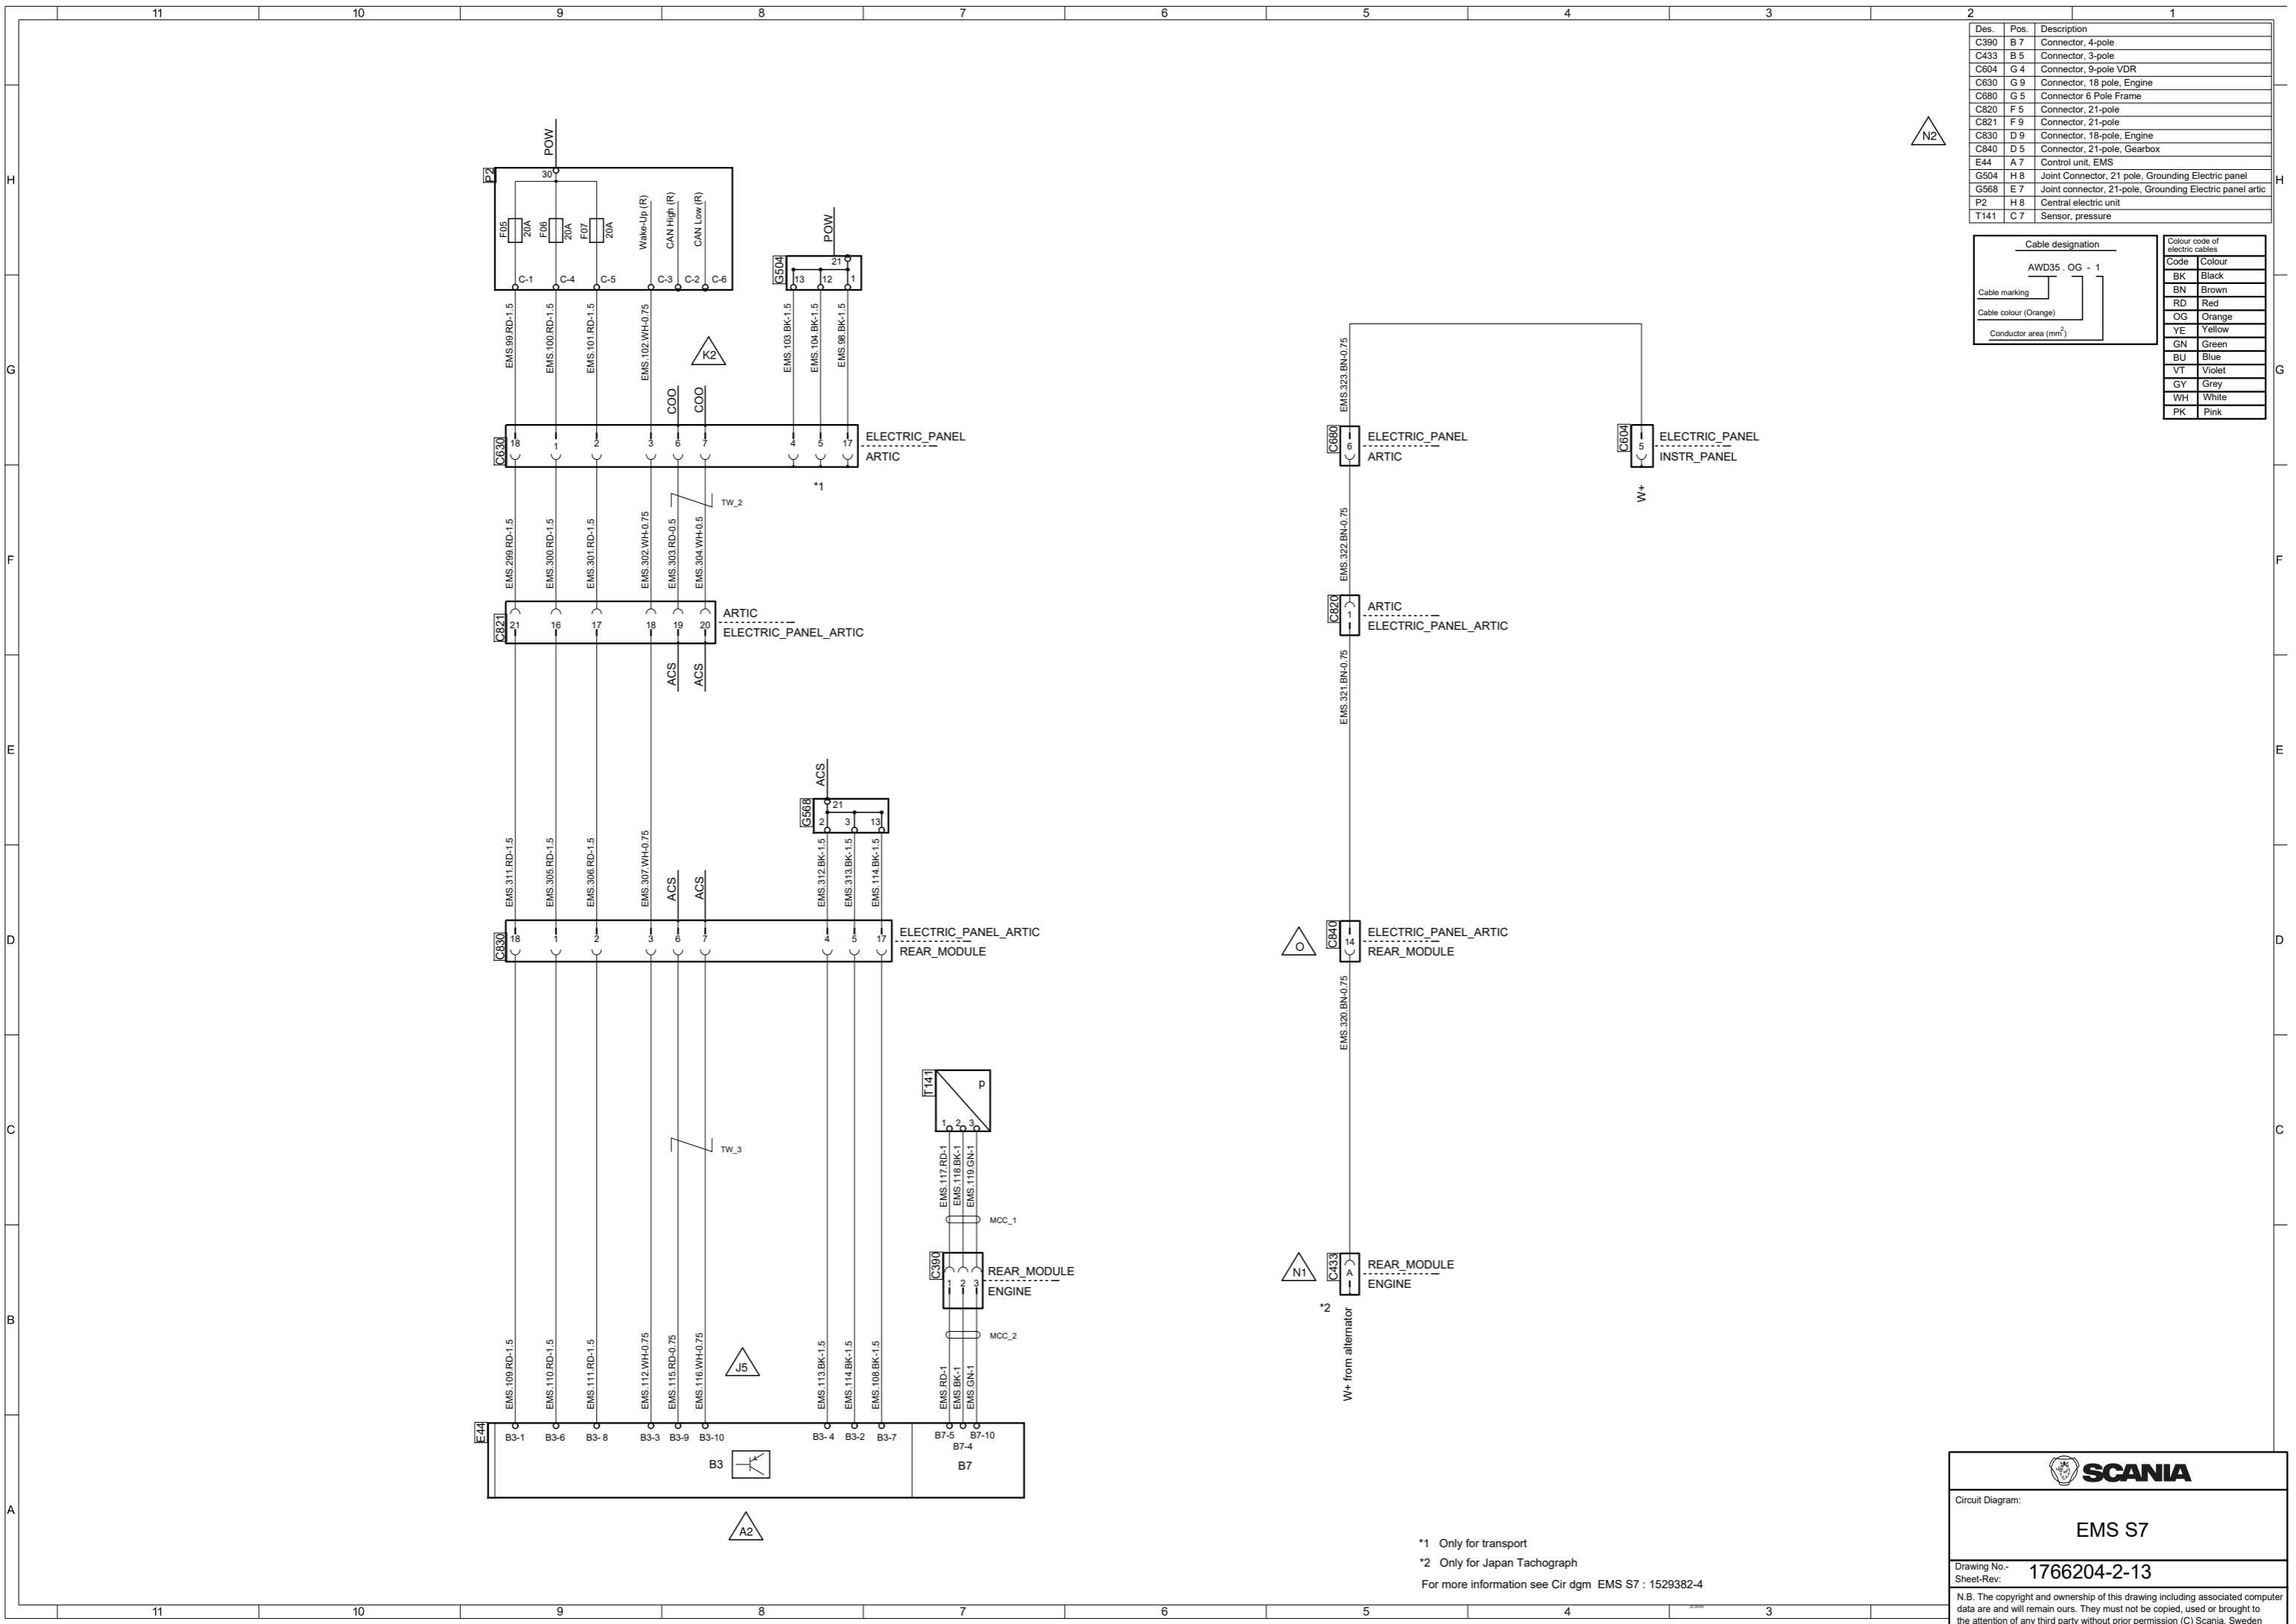 11 10 9 8 7 6 5 4 3 2 1
Des. Pos. Description
C390 B 7 Connector, 4-pole
C433 B 5 Connector, 3-pole
C604 G 4 Connector, 9-pole VDR
C630 G 9 Connector, 18 pole, Engine
C680 G 5 Connector 6 Pole Frame
C820 F 5 Connector, 21-pole
C821 F 9 Connector, 21-pole
C830 D 9 Connector, 18-pole, Engine
C840 D 5 Connector, 21-pole, Gearbox
E44 A 7 Control unit, EMS
G504 H 8 Joint Connector, 21 pole, Grounding Electric panel
G568 E 7 Joint connector, 21-pole, Grounding Electric panel artic
P2 H 8 Central electric unit
T141 C 7 Sensor, pressure
N2
Cable designation
AWD35 . OG - 1
Cable marking
Cable colour (Orange)
Conductor area (mm2)
Colour code of
electric cables
Code Colour
BK Black
BN Brown
RD Red
OG Orange
YE Yellow
GN Green
BU Blue
VT Violet
GY Grey
WH White
PK Pink
H H
G G
F F
E E
D D
C C
B
A
POW
P2
30
F05 20A
F06 20A
F07 20A
Wake-Up (R)
CAN High (R)
CAN Low (R)
C-1 C-4 C-5 C-3 C-2 C-6
POW
G504
21
13 12 1
EMS.99.RD-1.5
EMS.100.RD-1.5
EMS.101.RD-1.5
EMS.102.WH-0.75
K2
COO
COO
EMS.103.BK-1.5
EMS.104.BK-1.5
EMS.98.BK-1.5
C630
18 1 2 3 6 7 4 5 17
ELECTRIC_PANEL
ARTIC
*1
TW_2
EMS.299.RD-1.5
EMS.300.RD-1.5
EMS.301.RD-1.5
EMS.302.WH-0.75
EMS.303.RD-0.5
EMS.304.WH-0.5
C821
21 16 17 18 19 20
ARTIC
ELECTRIC_PANEL_ARTIC
ACS
ACS
ACS
G568
21
2 3 13
EMS.311.RD-1.5
EMS.305.RD-1.5
EMS.306.RD-1.5
EMS.307.WH-0.75
ACS
ACS
EMS.312.BK-1.5
EMS.313.BK-1.5
EMS.114.BK-1.5
C830
18 1 2 3 6 7 4 5 17
ELECTRIC_PANEL_ARTIC
REAR_MODULE
TW_3
T141
p
1 2 3
EMS.117.RD-1
EMS.118.BK-1
EMS.119.GN-1
MCC_1
C390
1 2 3
REAR_MODULE
ENGINE
MCC_2
EMS.109.RD-1.5
EMS.110.RD-1.5
EMS.111.RD-1.5
EMS.112.WH-0.75
EMS.115.RD-0.75
EMS.116.WH-0.75
J5
EMS.113.BK-1.5
EMS.114.BK-1.5
EMS.108.BK-1.5
EMS.RD-1
EMS.BK-1
EMS.GN-1
E44
B3-1 B3-6 B3- 8 B3-3 B3-9 B3-10 B3- 4 B3-2 B3-7 B7-5 B7-10
B7-4
B3
B7
A2
EMS.323.BN-0.75
C680
6
ELECTRIC_PANEL
ARTIC
C604
5
ELECTRIC_PANEL
INSTR_PANEL
W+
EMS.322.BN-0.75
C820
1
ARTIC
ELECTRIC_PANEL_ARTIC
EMS.321.BN-0.75
O
C840
14
ELECTRIC_PANEL_ARTIC
REAR_MODULE
EMS.320.BN-0.75
N1
C433
A
REAR_MODULE
ENGINE
*2
W+ from alternator
*1 Only for transport
*2 Only for Japan Tachograph
For more information see Cir dgm EMS S7 : 1529382-4
SCANIA
Circuit Diagram:
EMS S7
Drawing No.-
Sheet-Rev: 1766204-2-13
N.B. The copyright and ownership of this drawing including associated computer
data are and will remain ours. They must not be copied, used or brought to
the attention of any third party without prior permission (C) Scania, Sweden
11 10 9 8 7 6 5 4 3